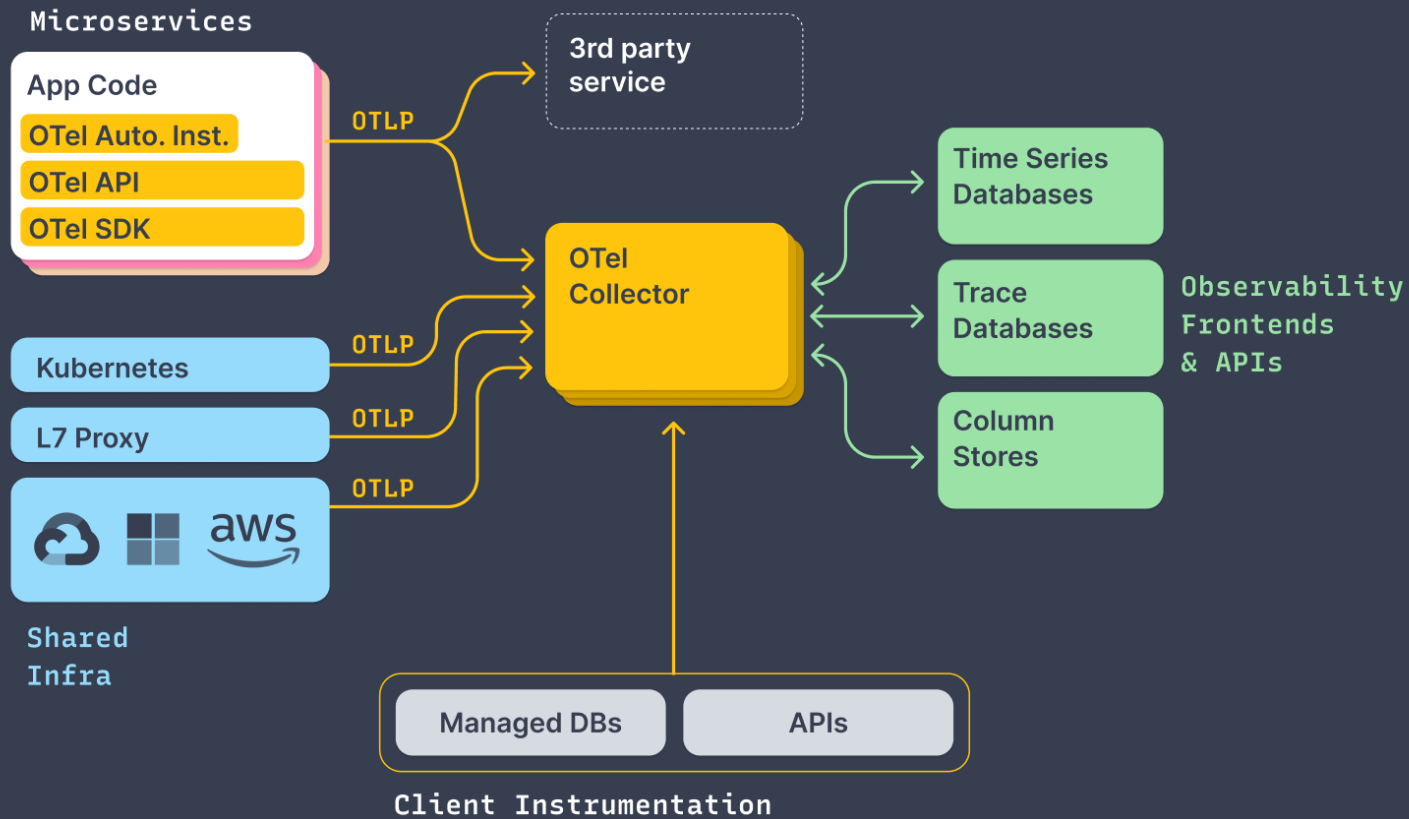 Microservices
App Code
OTel Auto. Inst.
OTel API
OTel SDK
OTLP
3rd party
service
OTel
Collector
Time Series
Databases
Trace
Databases
Column
Stores
Observability
Frontends
& APIs
Kubernetes
OTLP
L7 Proxy
OTLP
OTLP
aws
Shared
Infra
Managed DBs
APIs
Client Instrumentation